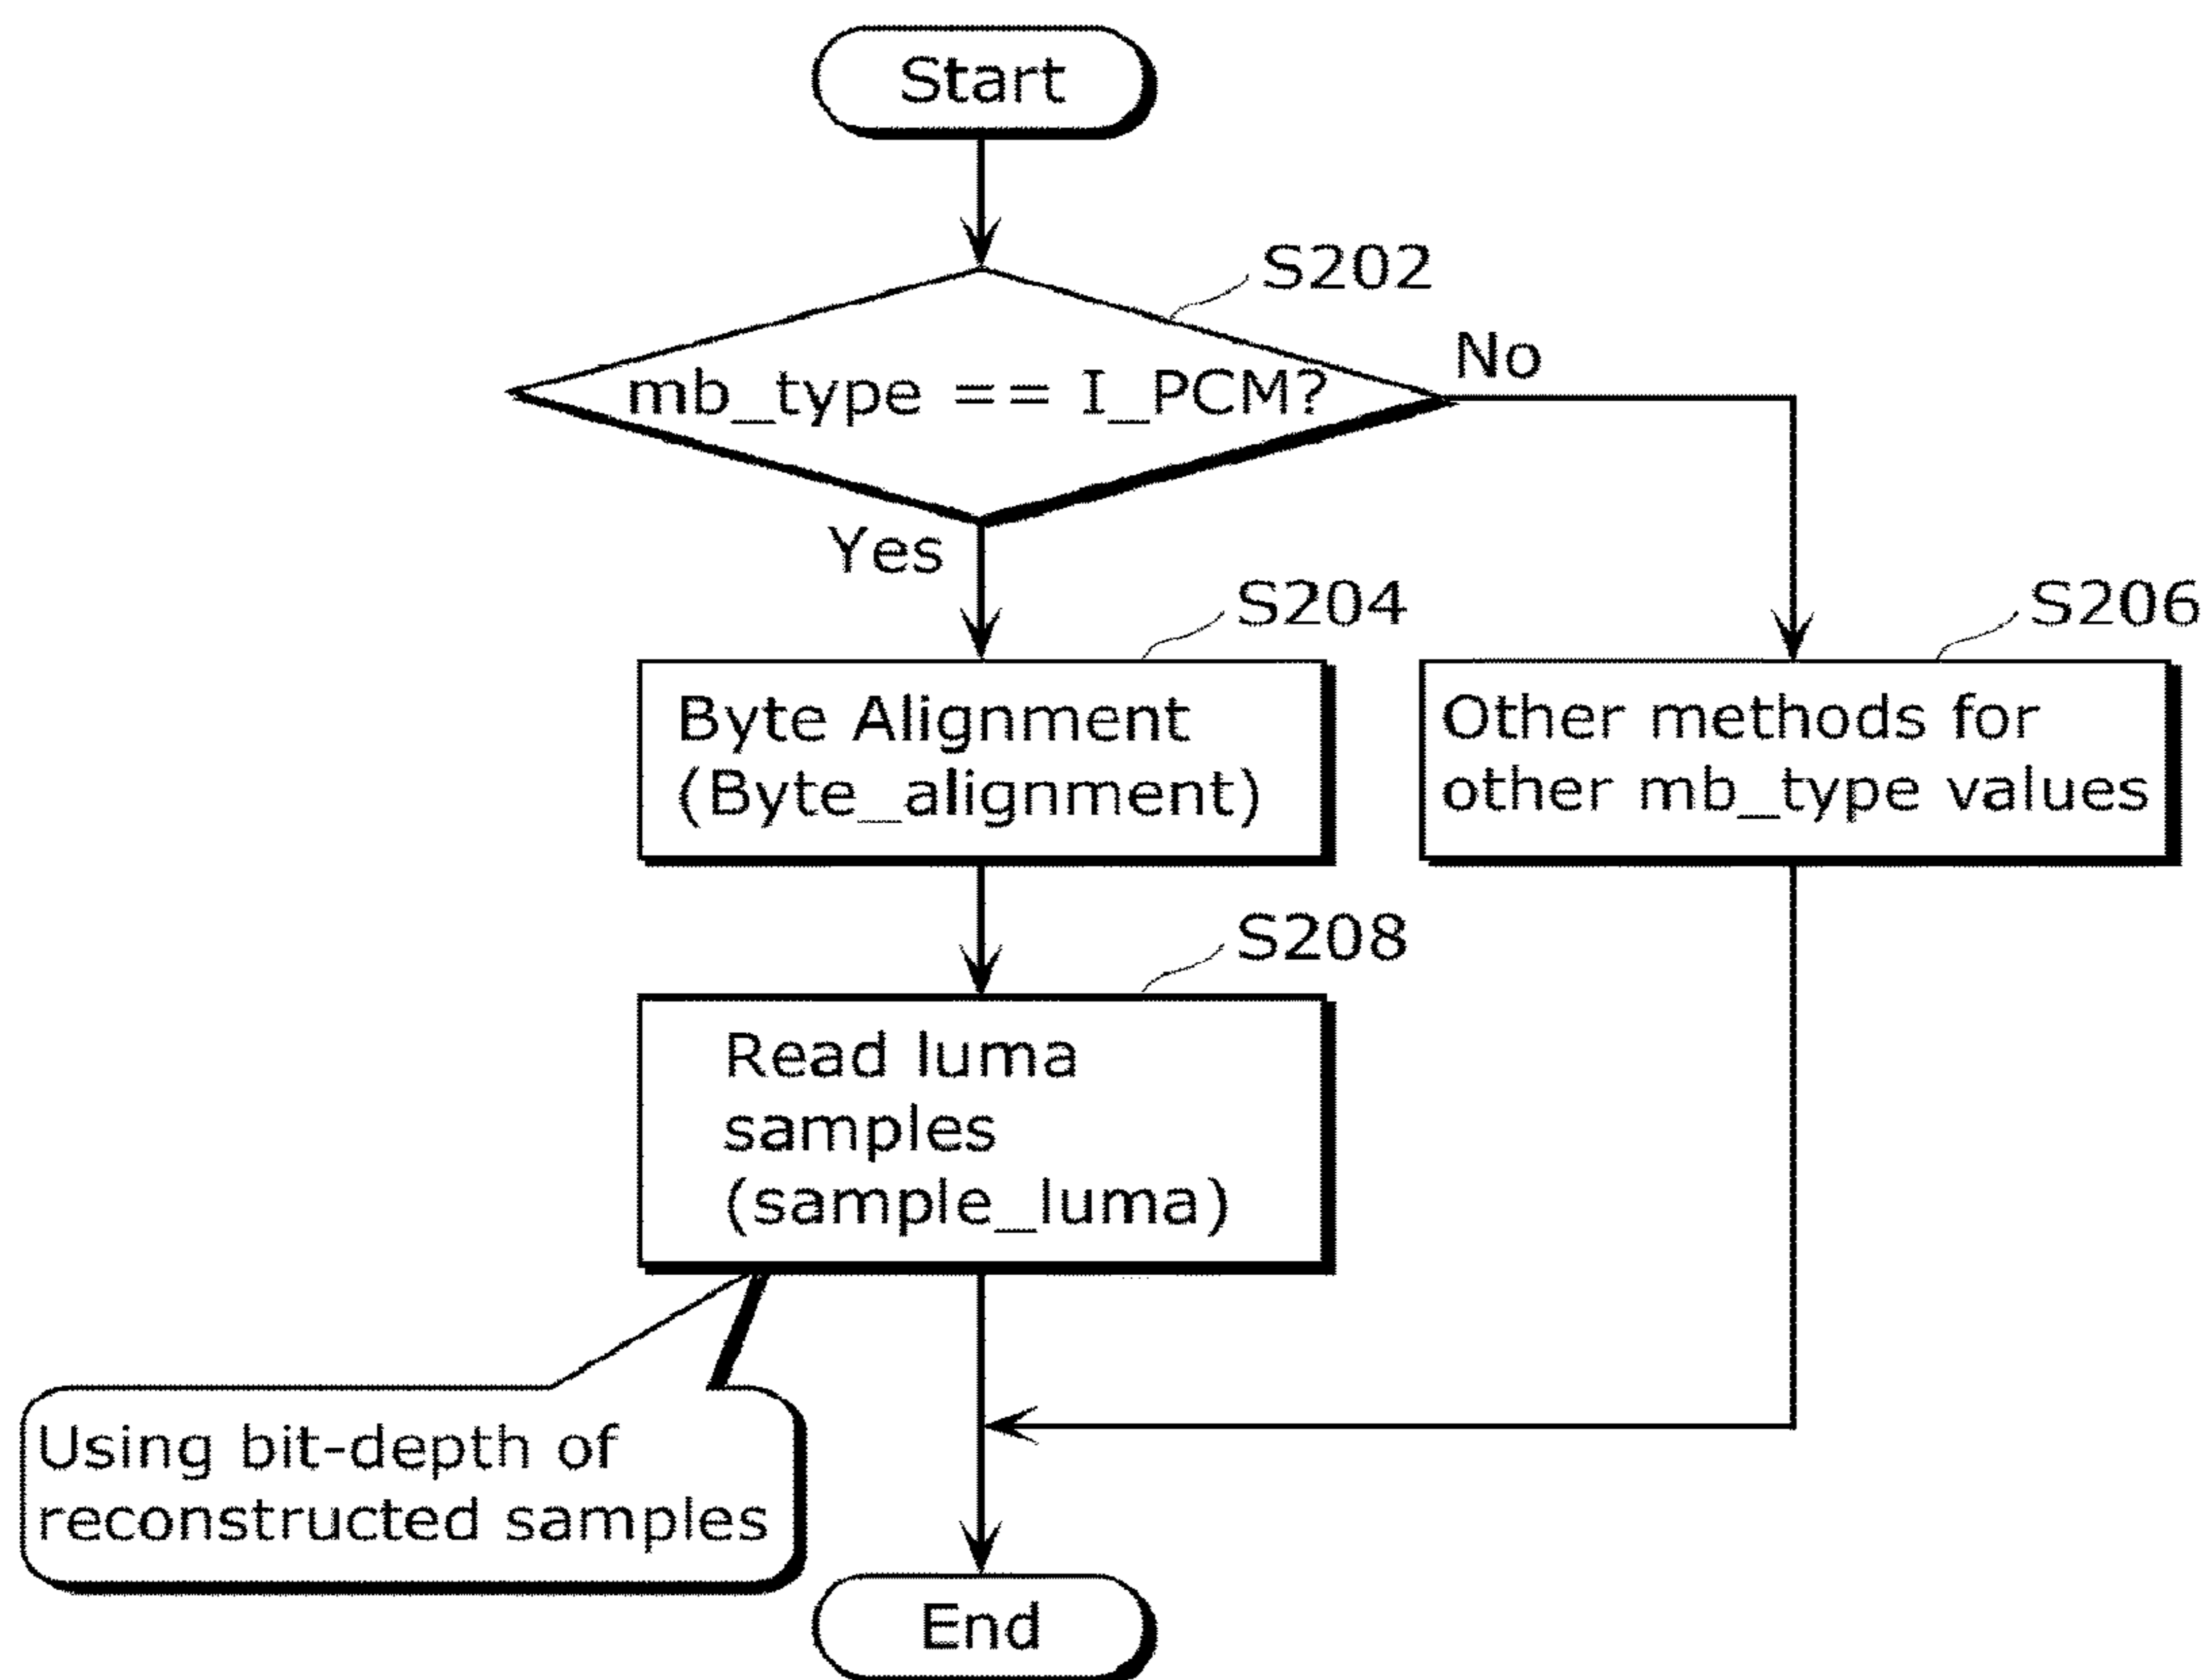 Start
S202
mb_type == I_PCM?
No
Yes
S204
S206
Byte Alignment
(Byte_alignment)
Other methods for
other mb_type values
S208
Read luma
samples
(sample_luma)
Using bit-depth of
reconstructed samples
End